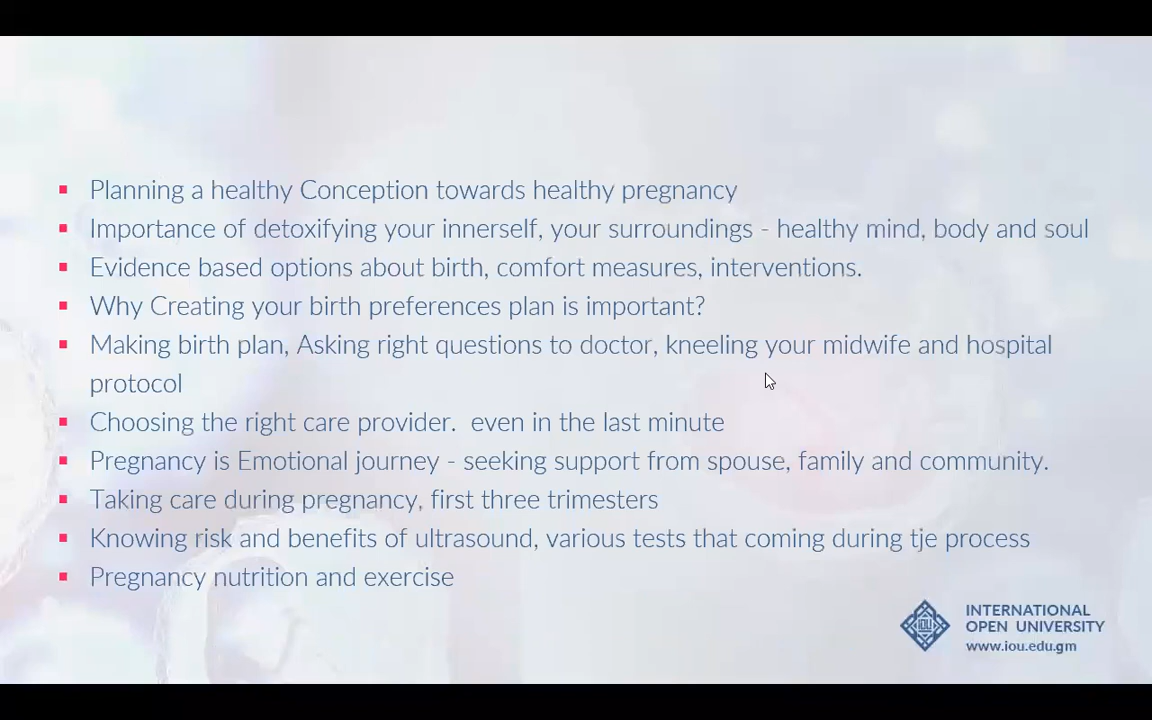 ▪ Planning a healthy Conception towards healthy pregnancy
▪ Importance of detoxifying your innerself, your surroundings - healthy mind, body and soul
▪ Evidence based options about birth, comfort measures, interventions.
▪ Why Creating your birth preferences plan is important?
▪ Making birth plan, Asking right questions to doctor, kneeling your midwife and hospital
protocol
▪ Choosing the right care provider.  even in the last minute
▪ Pregnancy is Emotional journey - seeking support from spouse, family and community.
▪ Taking care during pregnancy, first three trimesters
▪ Knowing risk and benefits of ultrasound, various tests that coming during tje process
▪ Pregnancy nutrition and exercise
IOU
INTERNATIONAL
OPEN UNIVERSITY
www.iou.edu.gm